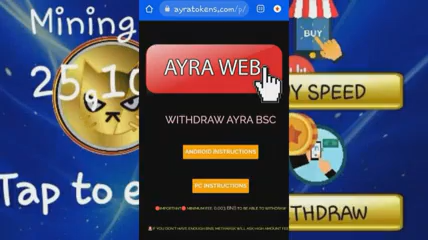 Mining
25,10
Tap to e
ayratokens.com/p/
AYRA WEB
WITHDRAW AYRA BSC
ANDROID INSTRUCTIONS
PC INSTRUCTIONS
BUY
Y SPEED
THDRAW